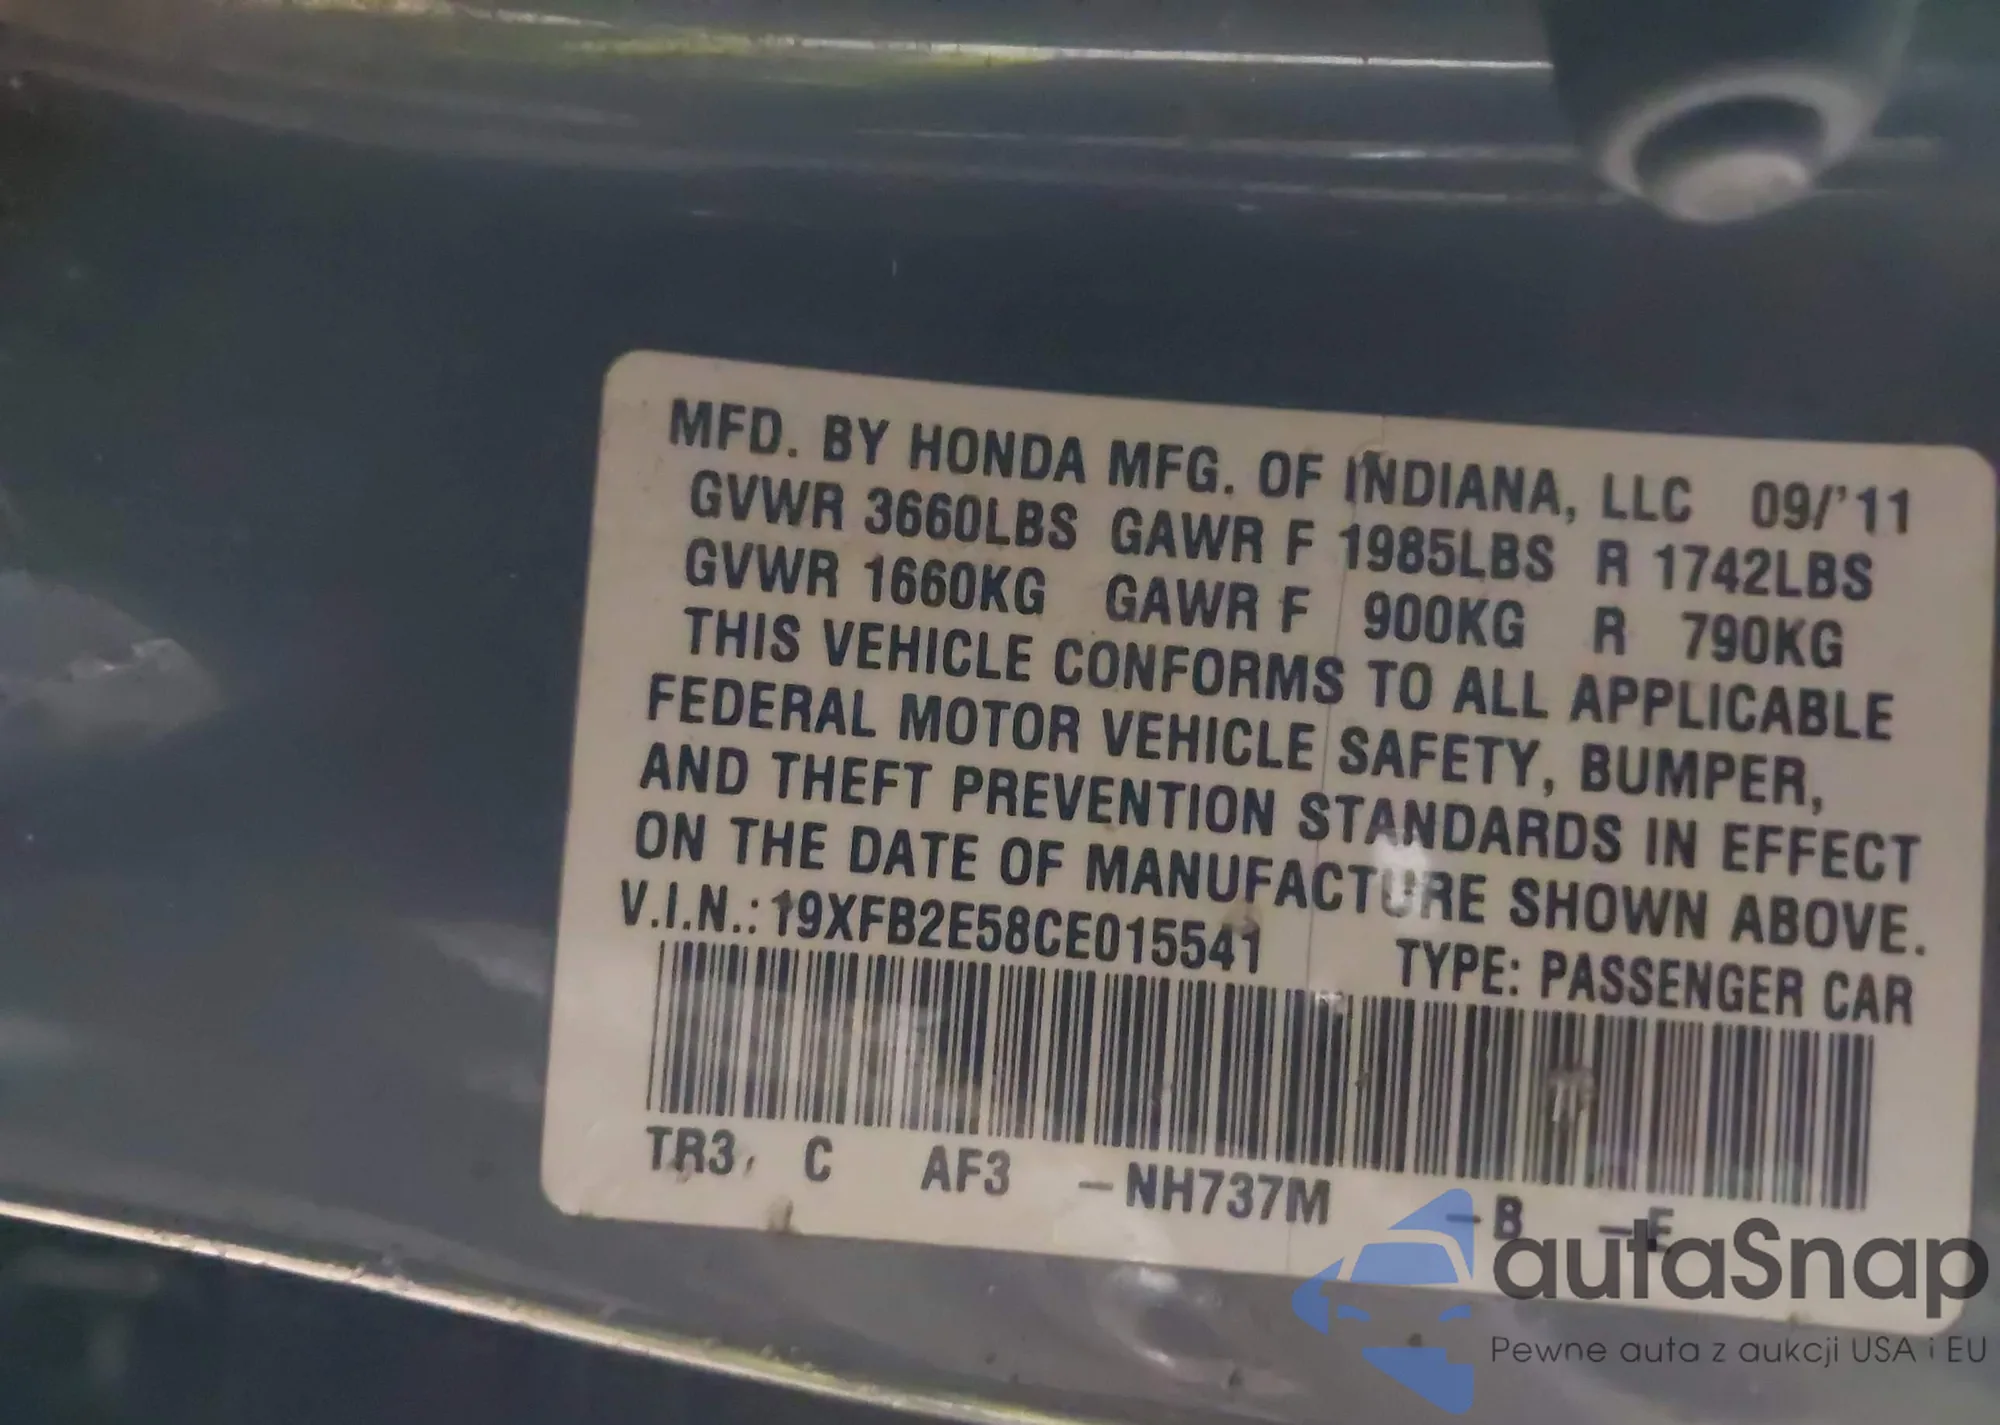 MFD. BY HONDA MFG. OF INDIANA, LLC 09/'11
GVWR 3660LBS GAWR F 1985LBS R 1742LBS
GVWR 1660KG GAWR F 900KG R 790KG
THIS VEHICLE CONFORMS TO ALL APPLICABLE
FEDERAL MOTOR VEHICLE SAFETY, BUMPER,
AND THEFT PREVENTION STANDARDS IN EFFECT
ON THE DATE OF MANUFACTURE SHOWN ABOVE.
V.I.N.: 19XFB2E58CE015541 TYPE: PASSENGER CAR
TR3, C AF3 -NH737M -B -E
autaSnap
Pewne auta z aukcji USA i EU